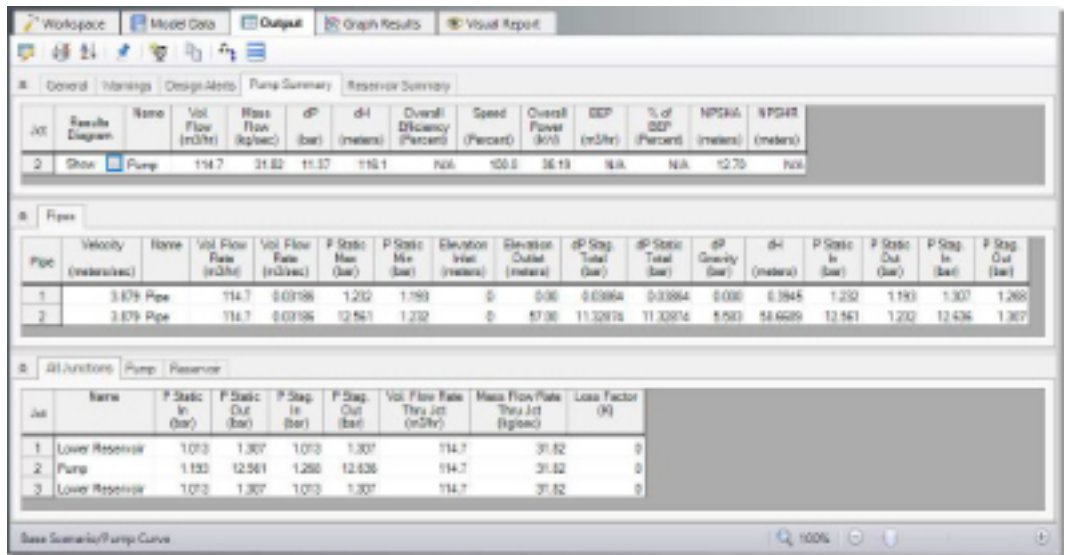 Workspace Model Data Output Graph Results Visual Report
General Warnings Design Alerts Pump Summary Reservoir Summary
Jct Results Diagram Name Vol. Flow (m3/hr) Mass Flow (kg/sec) dP (bar) dH (meters) Overall Efficiency (Percent) Speed (Percent) Overall Power (kW) BEP (m3/hr) % of BEP (Percent) NPSHA (meters) NPSHR (meters)
2 Show Pump 114.7 31.82 11.37 116.1 N/A 100.0 36.19 N/A N/A 12.70 N/A
Pipes
Pipe Velocity (meters/sec) Name Vol. Flow Rate (m3/hr) Vol. Flow Rate (m3/sec) P Static Max (bar) P Static Min (bar) Elevation Inlet (meters) Elevation Outlet (meters) dP Stag. Total (bar) dP Static Total (bar) dP Gravity (bar) dH (meters) P Static In (bar) P Static Out (bar) P Stag. In (bar) P Stag. Out (bar)
1 3.879 Pipe 114.7 0.03186 1.232 1.193 0 0.00 0.03864 0.03864 0.000 0.3945 1.232 1.193 1.307 1.268
2 3.879 Pipe 114.7 0.03186 12.561 1.232 0 57.00 11.32874 11.32874 5.583 58.6689 12.561 1.232 12.636 1.307
All Junctions Pump Reservoir
Jct Name P Static In (bar) P Static Out (bar) P Stag. In (bar) P Stag. Out (bar) Vol. Flow Rate Thru Jct (m3/hr) Mass Flow Rate Thru Jct (kg/sec) Loss Factor (K)
1 Lower Reservoir 1.013 1.307 1.013 1.307 114.7 31.82 0
2 Pump 1.193 12.561 1.268 12.636 114.7 31.82 0
3 Lower Reservoir 1.013 1.307 1.013 1.307 114.7 31.82 0
Base Scenario/Pump Curve 100%